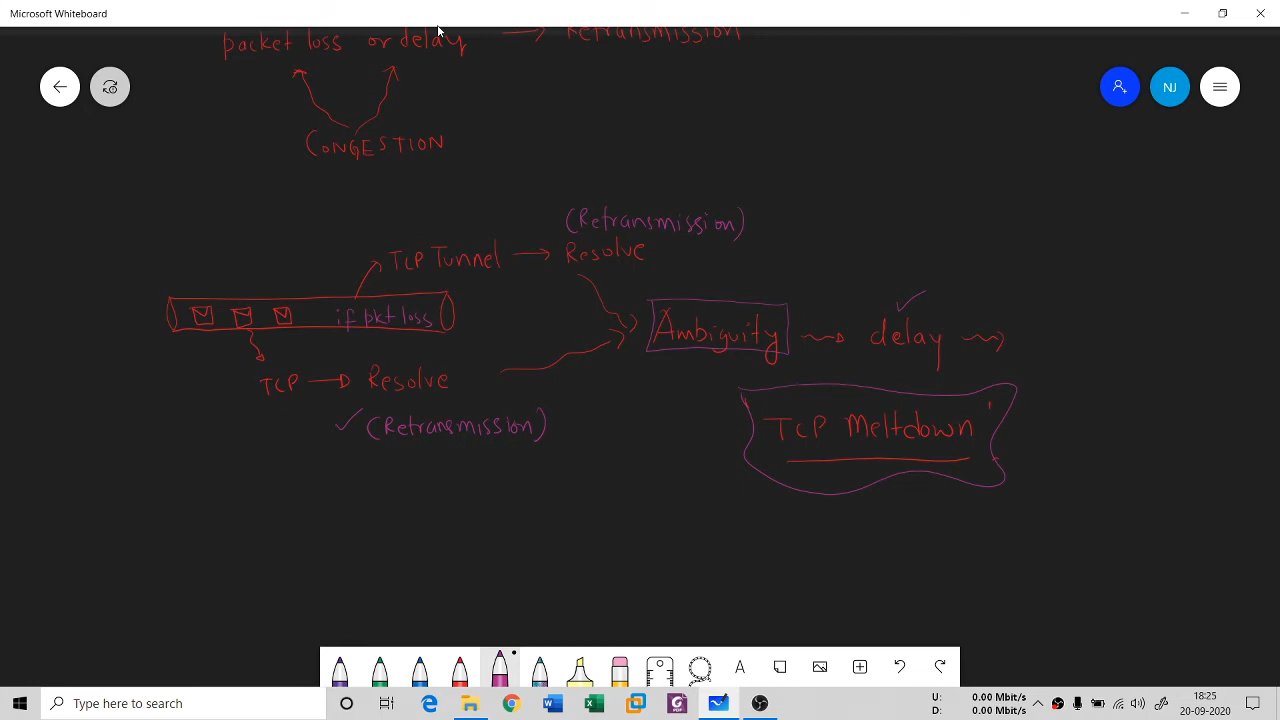 Microsoft Whiteboard
packet loss or delay → Retransmission
NJ
CONGESTION
(Retransmission)
TCP Tunnel → Resolve
if pkt loss
Ambiguity delay
TCP → Resolve
(Retransmission)
TCP Meltdown
A
Type here to search
U: 0.00 Mbit/s
D: 0.00 Mbit/s
18:25
20-09-2020